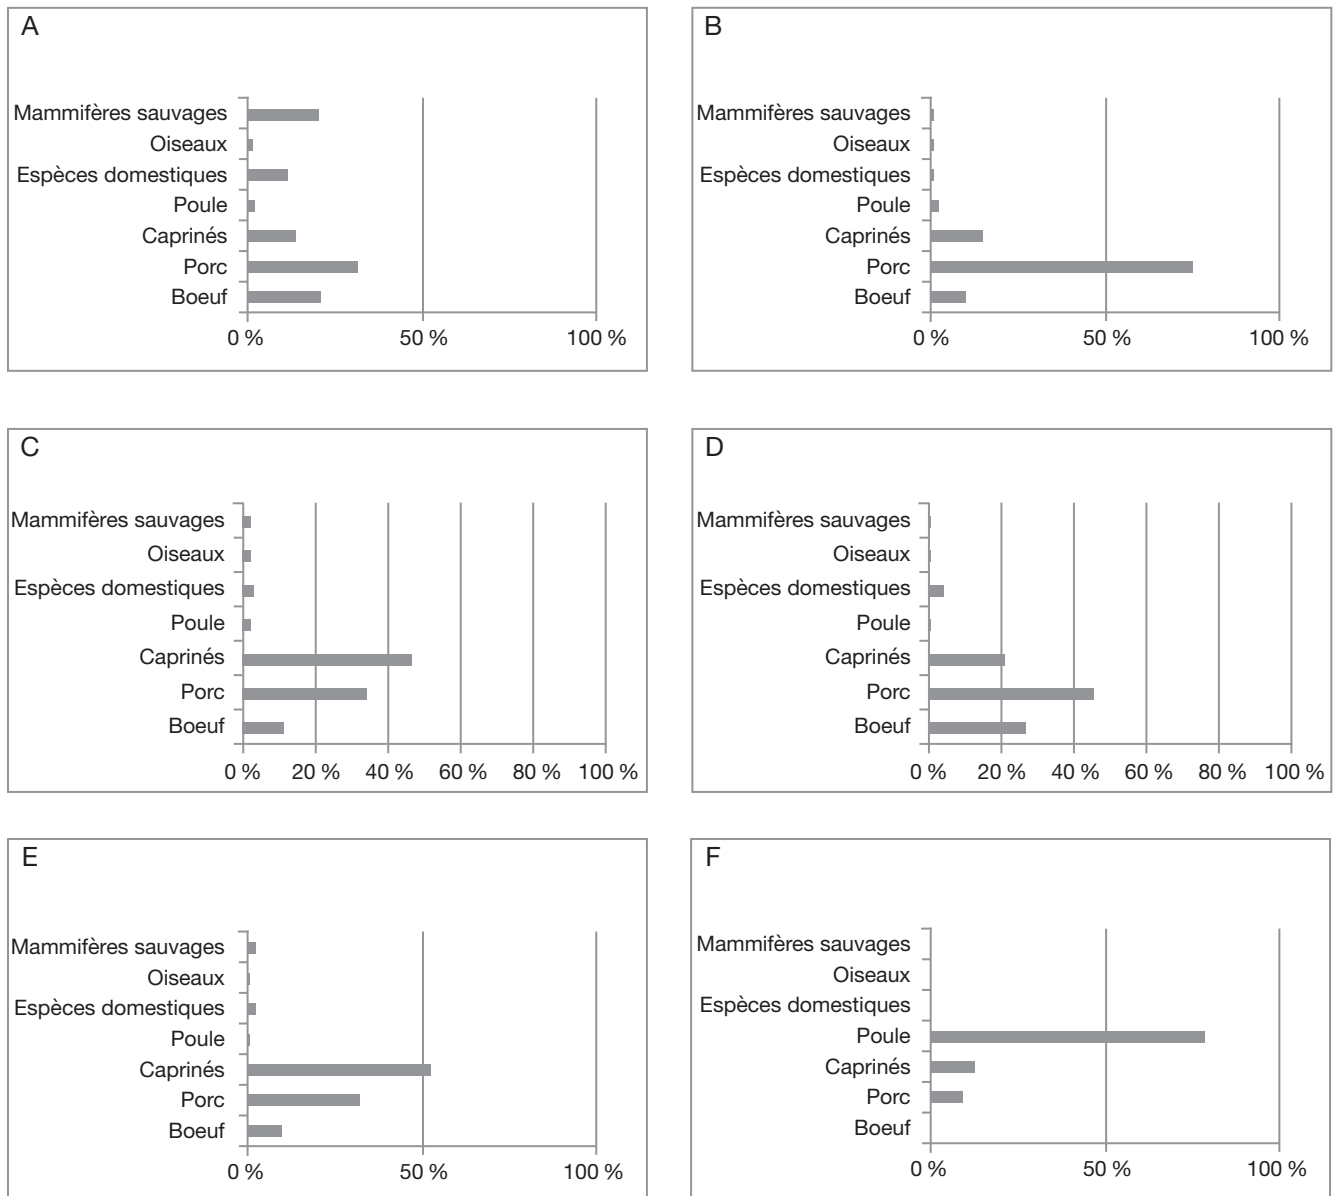 A
Mammifères sauvages
Oiseaux
Espèces domestiques
Poule
Caprinés
Porc
Boeuf
0 % 50 % 100 %
B
Mammifères sauvages
Oiseaux
Espèces domestiques
Poule
Caprinés
Porc
Boeuf
0 % 50 % 100 %
C
Mammifères sauvages
Oiseaux
Espèces domestiques
Poule
Caprinés
Porc
Boeuf
0 % 20 % 40 % 60 % 80 % 100 %
D
Mammifères sauvages
Oiseaux
Espèces domestiques
Poule
Caprinés
Porc
Boeuf
0 % 20 % 40 % 60 % 80 % 100 %
E
Mammifères sauvages
Oiseaux
Espèces domestiques
Poule
Caprinés
Porc
Boeuf
0 % 50 % 100 %
F
Mammifères sauvages
Oiseaux
Espèces domestiques
Poule
Caprinés
Porc
Boeuf
0 % 50 % 100 %